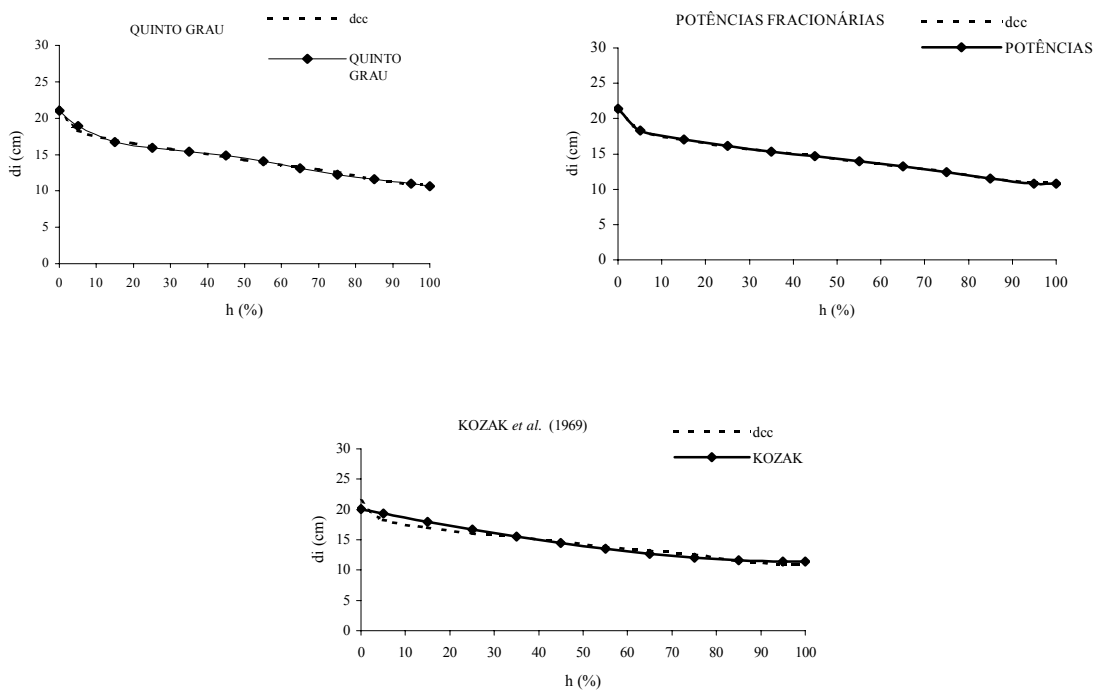 QUINTO GRAU
dcc
QUINTO
GRAU
30
25
20
15
10
5
0
di (cm)
0 10 20 30 40 50 60 70 80 90 100
h (%)
POTÊNCIAS FRACIONÁRIAS
dcc
POTÊNCIAS
30
25
20
15
10
5
0
di (cm)
0 10 20 30 40 50 60 70 80 90 100
h (%)
KOZAK et al. (1969)
dcc
KOZAK
30
25
20
15
10
5
0
di (cm)
0 10 20 30 40 50 60 70 80 90 100
h (%)